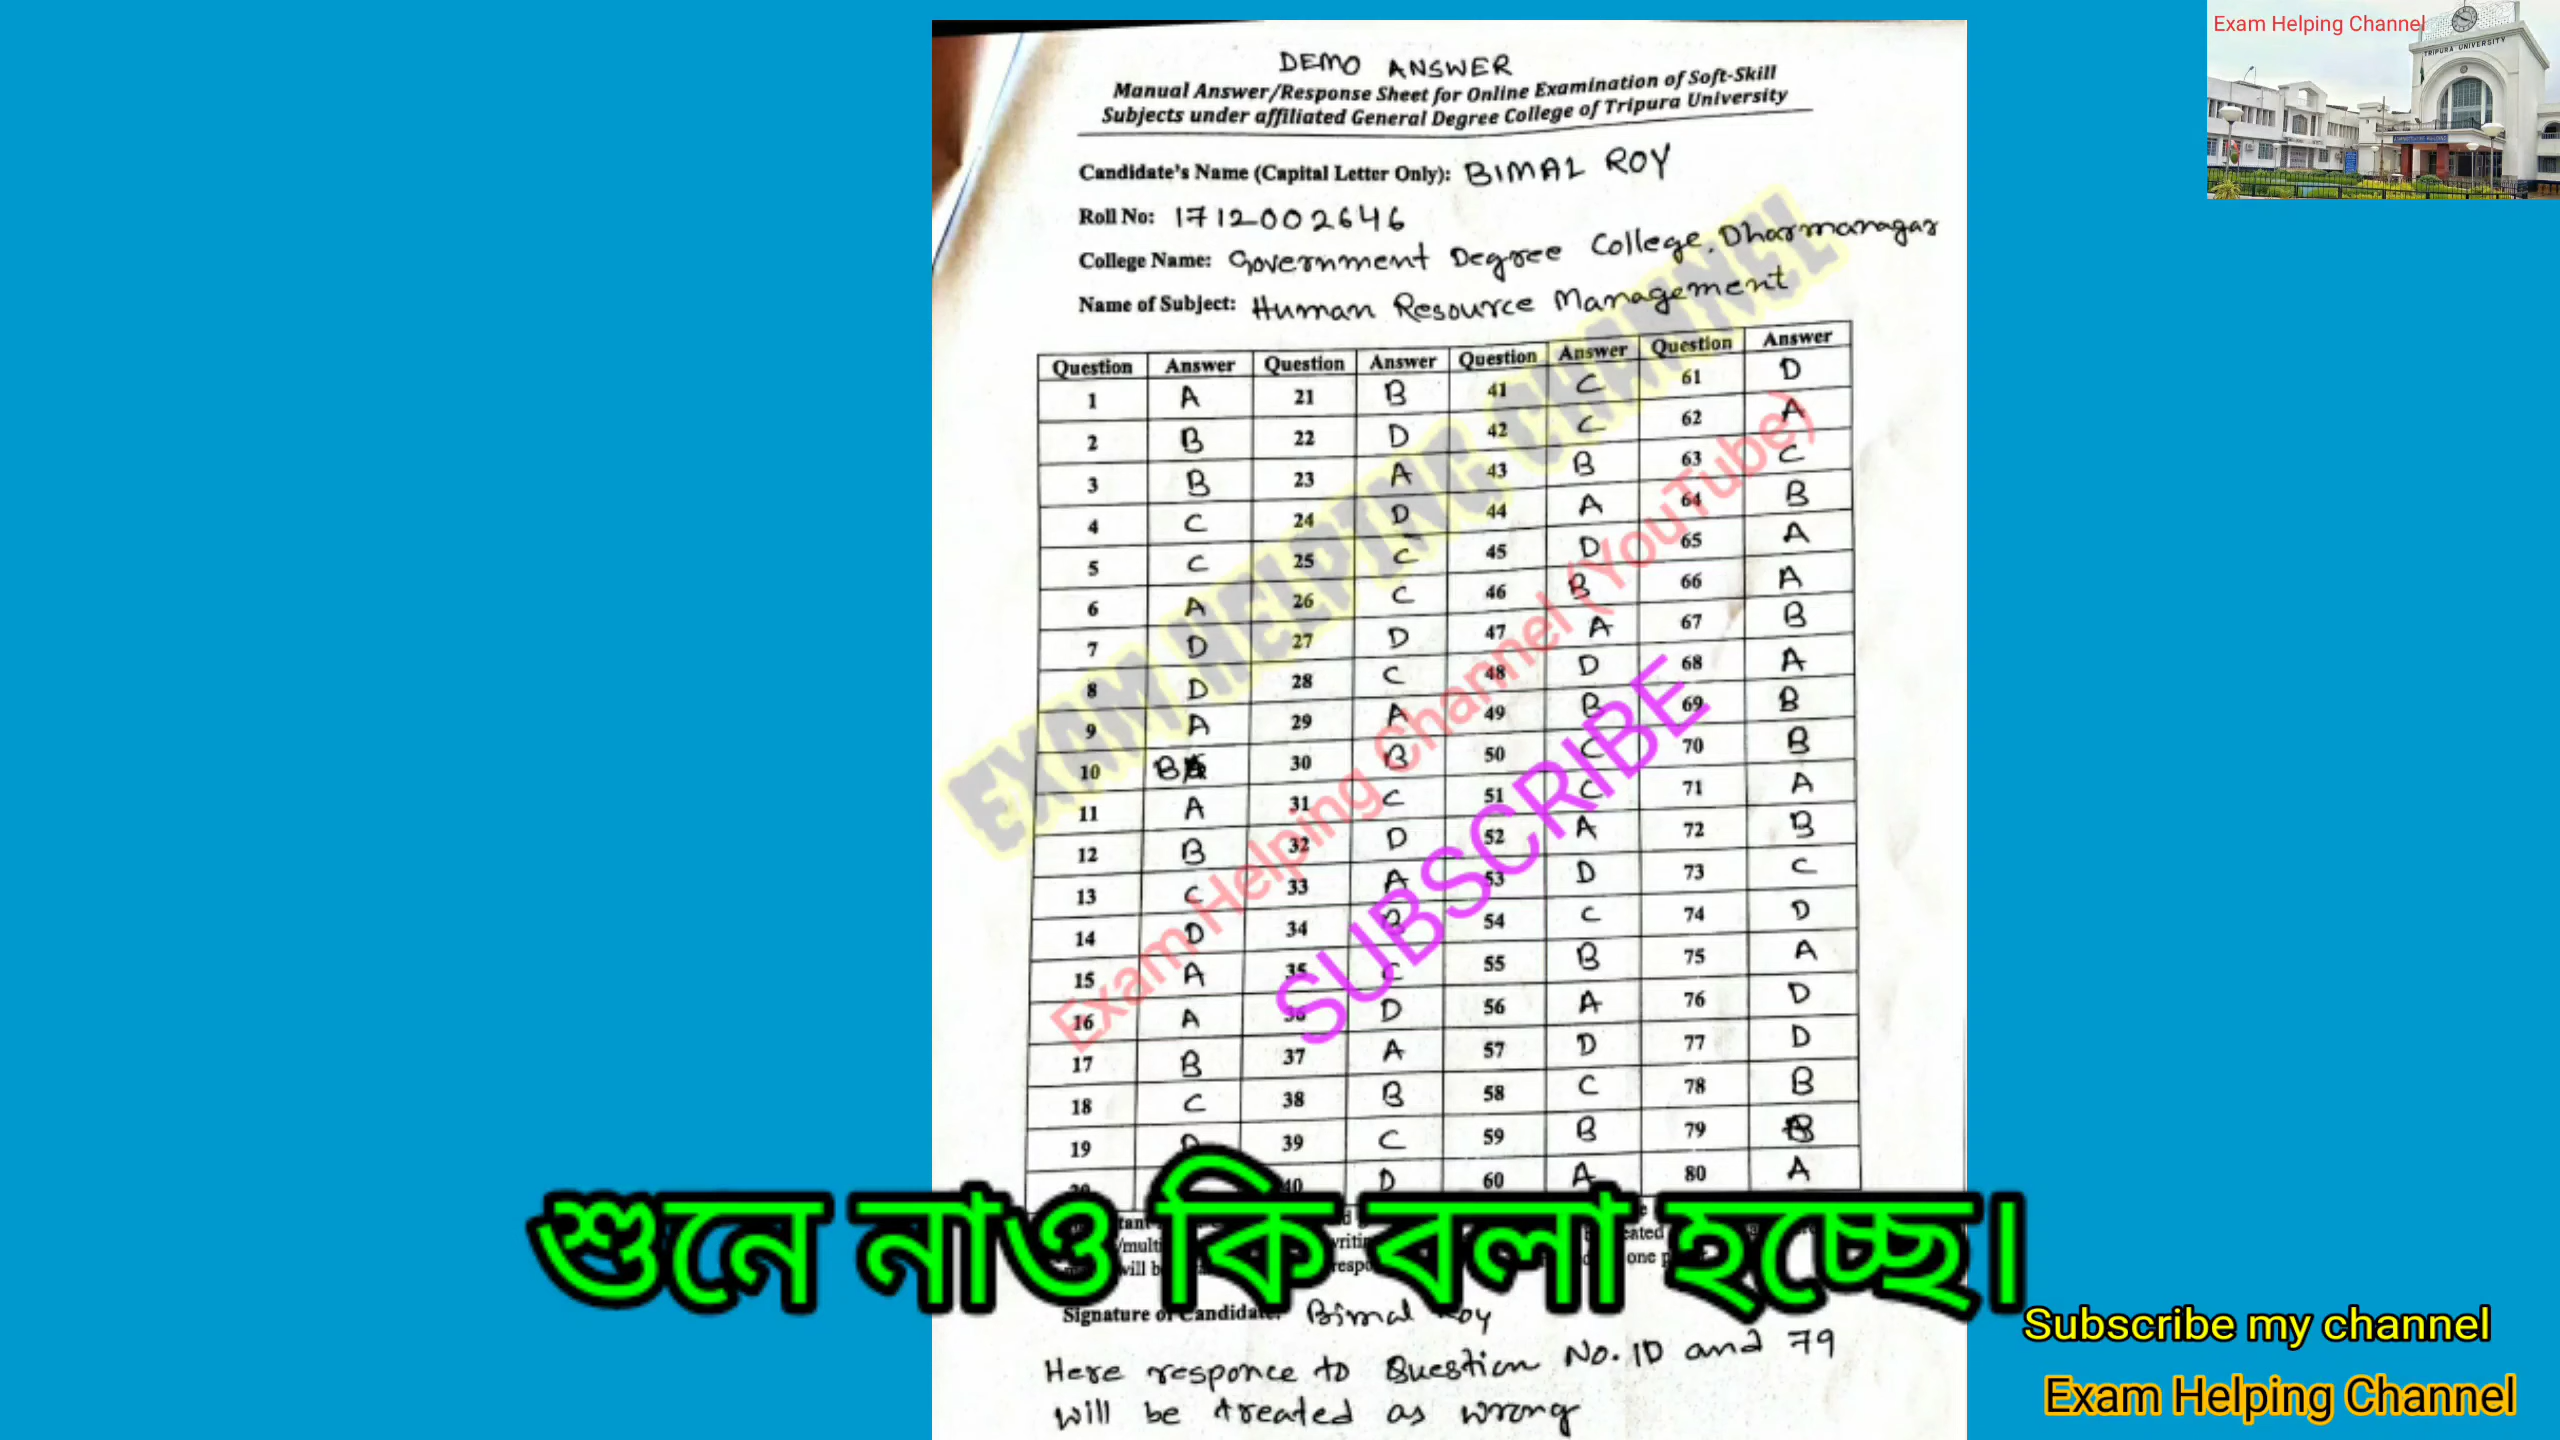 Exam Helping Channel
TRIPURA UNIVERSITY
DEMO ANSWER
Manual Answer/Response Sheet for Online Examination of Soft-Skill
Subjects under affiliated General Degree College of Tripura University
Candidate's Name (Capital Letter Only): BIMAL ROY
Roll No: 1712002646
College Name: Government Degree College, Dharmanagar
Name of Subject: Human Resource Management
Question Answer Question Answer Question Answer Question Answer
1 A 21 B 41 C 61 D
2 B 22 D 42 C 62 A
3 B 23 A 43 B 63 C
4 C 24 D 44 A 64 B
5 C 25 C 45 D 65 A
6 A 26 C 46 B 66 A
7 D 27 D 47 A 67 B
8 D 28 C 48 D 68 A
9 A 29 A 49 B 69 B
10 B 30 B 50 C 70 B
11 A 31 C 51 C 71 A
12 B 32 D 52 A 72 B
13 C 33 A 53 D 73 C
14 D 34 B 54 C 74 D
15 A 35 C 55 B 75 A
16 A 36 D 56 A 76 D
17 B 37 A 57 D 77 D
18 C 38 B 58 C 78 B
19 D 39 C 59 B 79 B
20 40 D 60 A 80 A
EXAM HELPING CHANNEL
Exam Helping Channel (YouTube)
SUBSCRIBE
শুনে নাও কি বলা হচ্ছে।
Signature of Candidate: Bimal Roy
Here responce to Question No. 10 and 79
will be treated as wrong
Subscribe my channel
Exam Helping Channel